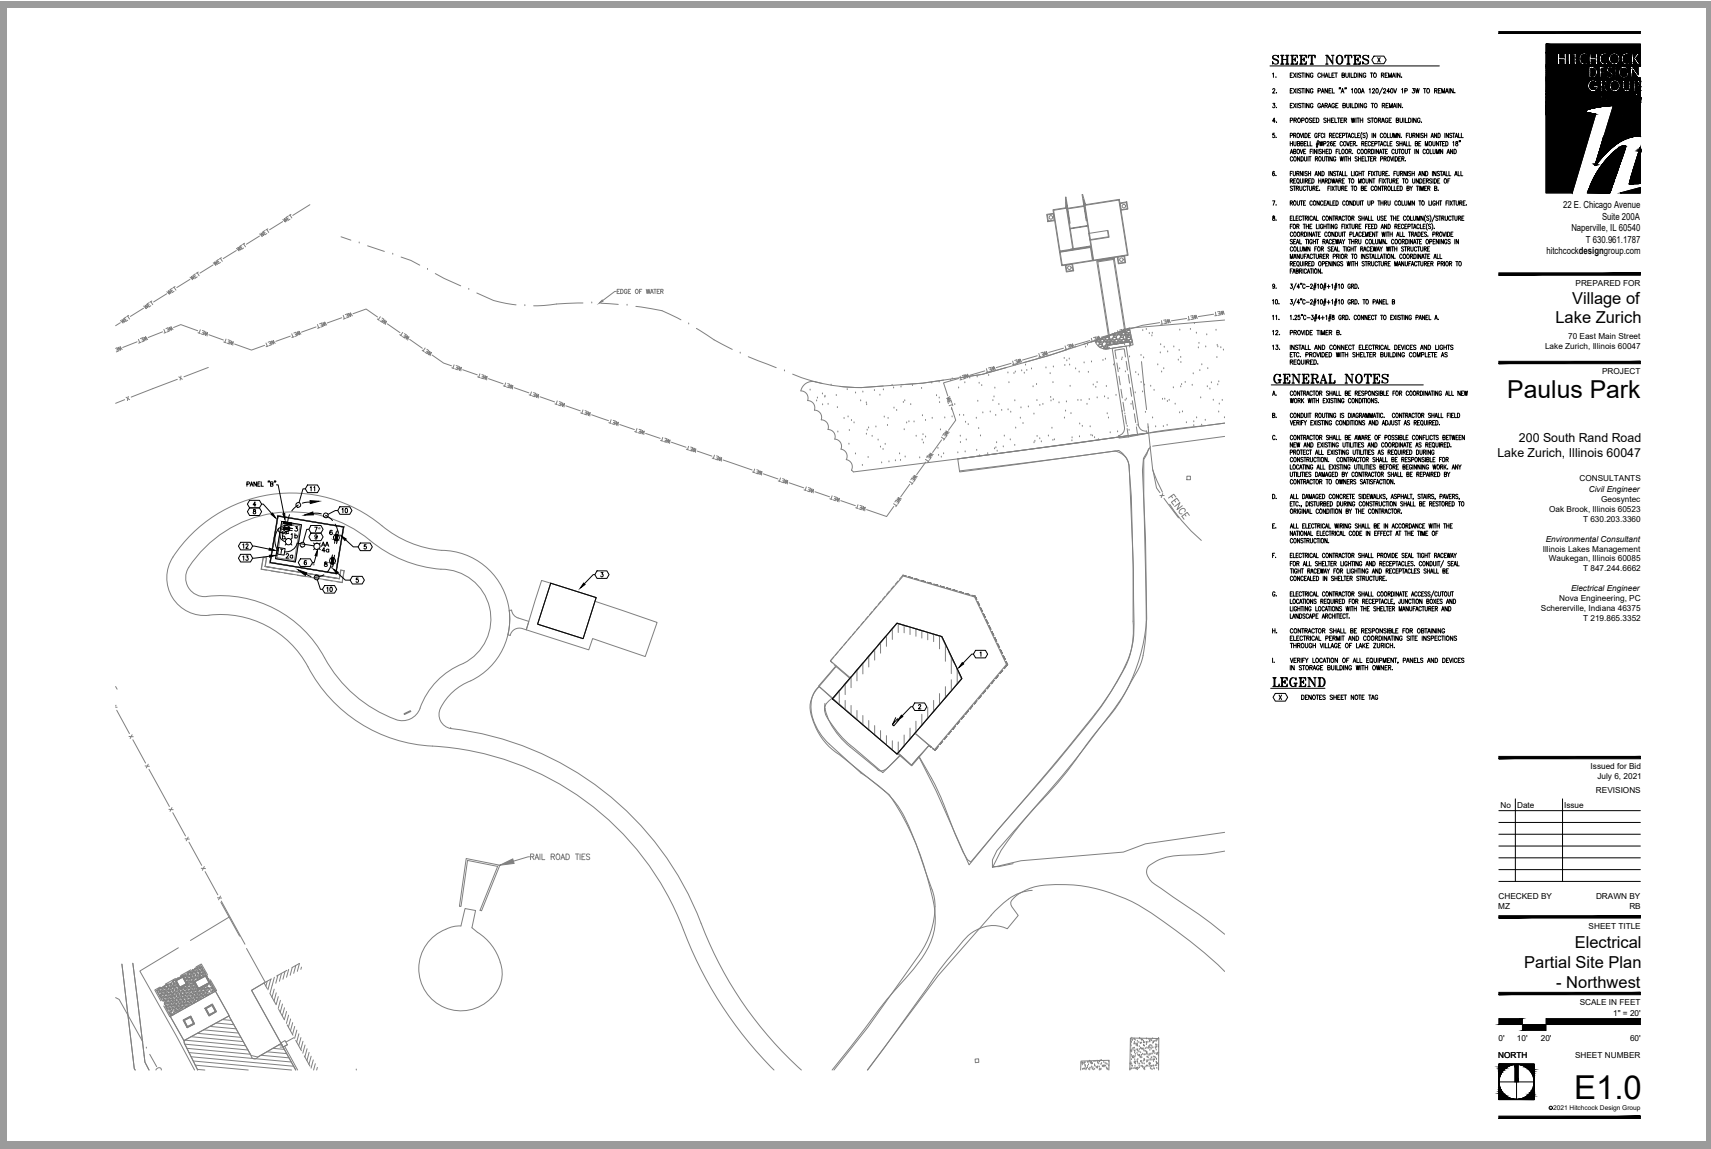 SHEET NOTES X
1. EXISTING CHALET BUILDING TO REMAIN.
2. EXISTING PANEL "A" 100A 120/240V 1P 3W TO REMAIN.
3. EXISTING GARAGE BUILDING TO REMAIN.
4. PROPOSED SHELTER WITH STORAGE BUILDING.
5. PROVIDE GFCI RECEPTACLE(S) IN COLUMN. FURNISH AND INSTALL
HUBBELL #WP26E COVER. RECEPTACLE SHALL BE MOUNTED 18"
ABOVE FINISHED FLOOR. COORDINATE CUTOUT IN COLUMN AND
CONDUIT ROUTING WITH SHELTER PROVIDER.
6. FURNISH AND INSTALL LIGHT FIXTURE. FURNISH AND INSTALL ALL
REQUIRED HARDWARE TO MOUNT FIXTURE TO UNDERSIDE OF
STRUCTURE. FIXTURE TO BE CONTROLLED BY TIMER B.
7. ROUTE CONCEALED CONDUIT UP THRU COLUMN TO LIGHT FIXTURE.
8. ELECTRICAL CONTRACTOR SHALL USE THE COLUMN(S)/STRUCTURE
FOR THE LIGHTING FIXTURE FEED AND RECEPTACLE(S).
COORDINATE CONDUIT PLACEMENT WITH ALL TRADES. PROVIDE
SEAL TIGHT RACEWAY THRU COLUMN. COORDINATE OPENINGS IN
COLUMN FOR SEAL TIGHT RACEWAY WITH STRUCTURE
MANUFACTURER PRIOR TO INSTALLATION. COORDINATE ALL
REQUIRED OPENINGS WITH STRUCTURE MANUFACTURER PRIOR TO
FABRICATION.
9. 3/4"C-2#10#+1#10 GRD.
10. 3/4"C-2#10#+1#10 GRD. TO PANEL B
11. 1.25"C-3#4+1#8 GRD. CONNECT TO EXISTING PANEL A.
12. PROVIDE TIMER B.
13. INSTALL AND CONNECT ELECTRICAL DEVICES AND LIGHTS
ETC. PROVIDED WITH SHELTER BUILDING COMPLETE AS
REQUIRED.
GENERAL NOTES
A. CONTRACTOR SHALL BE RESPONSIBLE FOR COORDINATING ALL NEW
WORK WITH EXISTING CONDITIONS.
B. CONDUIT ROUTING IS DIAGRAMMATIC. CONTRACTOR SHALL FIELD
VERIFY EXISTING CONDITIONS AND ADJUST AS REQUIRED.
C. CONTRACTOR SHALL BE AWARE OF POSSIBLE CONFLICTS BETWEEN
NEW AND EXISTING UTILITIES AND COORDINATE AS REQUIRED.
PROTECT ALL EXISTING UTILITIES AS REQUIRED DURING
CONSTRUCTION. CONTRACTOR SHALL BE RESPONSIBLE FOR
LOCATING ALL EXISTING UTILITIES BEFORE BEGINNING WORK. ANY
UTILITIES DAMAGED BY CONTRACTOR SHALL BE REPAIRED BY
CONTRACTOR TO OWNERS SATISFACTION.
D. ALL DAMAGED CONCRETE SIDEWALKS, ASPHALT, STAIRS, PAVERS,
ETC., DISTURBED DURING CONSTRUCTION SHALL BE RESTORED TO
ORIGINAL CONDITION BY THE CONTRACTOR.
E. ALL ELECTRICAL WIRING SHALL BE IN ACCORDANCE WITH THE
NATIONAL ELECTRICAL CODE IN EFFECT AT THE TIME OF
CONSTRUCTION.
F. ELECTRICAL CONTRACTOR SHALL PROVIDE SEAL TIGHT RACEWAY
FOR ALL SHELTER LIGHTING AND RECEPTACLES. CONDUIT/ SEAL
TIGHT RACEWAY FOR LIGHTING AND RECEPTACLES SHALL BE
CONCEALED IN SHELTER STRUCTURE.
G. ELECTRICAL CONTRACTOR SHALL COORDINATE ACCESS/CUTOUT
LOCATIONS REQUIRED FOR RECEPTACLE, JUNCTION BOXES AND
LIGHTING LOCATIONS WITH THE SHELTER MANUFACTURER AND
LANDSCAPE ARCHITECT.
H. CONTRACTOR SHALL BE RESPONSIBLE FOR OBTAINING
ELECTRICAL PERMIT AND COORDINATING SITE INSPECTIONS
THROUGH VILLAGE OF LAKE ZURICH.
I. VERIFY LOCATION OF ALL EQUIPMENT, PANELS AND DEVICES
IN STORAGE BUILDING WITH OWNER.
LEGEND
X DENOTES SHEET NOTE TAG
EDGE OF WATER
FENCE
RAIL ROAD TIES
PANEL "B"
11
10
4
8
12
13
3
1b
2a
7
9
AA
4a
6
6
8
5
5
10
3
1
2
HITCHCOCK
DESIGN
GROUP
22 E. Chicago Avenue
Suite 200A
Naperville, IL 60540
T 630.961.1787
hitchcockdesigngroup.com
PREPARED FOR
Village of
Lake Zurich
70 East Main Street
Lake Zurich, Illinois 60047
PROJECT
Paulus Park
200 South Rand Road
Lake Zurich, Illinois 60047
CONSULTANTS
Civil Engineer
Geosyntec
Oak Brook, Illinois 60523
T 630.203.3360
Environmental Consultant
Illinois Lakes Management
Waukegan, Illinois 60085
T 847.244.6662
Electrical Engineer
Nova Engineering, PC
Schererville, Indiana 46375
T 219.865.3352
Issued for Bid
July 6, 2021
REVISIONS
No Date Issue
CHECKED BY DRAWN BY
MZ RB
SHEET TITLE
Electrical
Partial Site Plan
- Northwest
SCALE IN FEET
1" = 20'
0' 10' 20' 60'
NORTH SHEET NUMBER
E1.0
©2021 Hitchcock Design Group